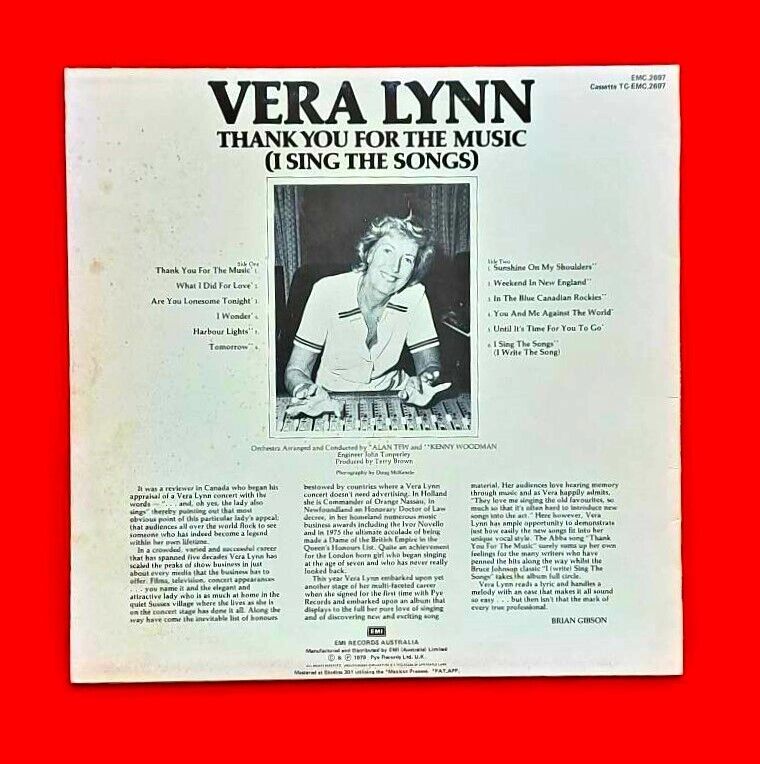 EMC.2697
Cassette TC-EMC.2697
VERA LYNN
THANK YOU FOR THE MUSIC
(I SING THE SONGS)
Side One
Thank You For The Music* 1.
What I Did For Love* 2.
Are You Lonesome Tonight* 3.
I Wonder* 4.
Harbour Lights** 5.
Tomorrow** 6.
Side Two
1. Sunshine On My Shoulders**
2. Weekend In New England**
3. In The Blue Canadian Rockies**
4. You And Me Against The World*
5. Until It's Time For You To Go*
6. I Sing The Songs**
(I Write The Song)
Orchestra Arranged and Conducted by *ALAN TEW and **KENNY WOODMAN
Engineer John Timperley
Produced by Terry Brown
Photography by Doug McKenzie
It was a reviewer in Canada who began his
appraisal of a Vera Lynn concert with the
words — “. . . and, oh yes, the lady also
sings” thereby pointing out that most
obvious point of this particular lady's appeal;
that audiences all over the world flock to see
someone who has indeed become a legend
within her own lifetime.
In a crowded, varied and successful career
that has spanned five decades Vera Lynn has
scaled the peaks of show business in just
about every media that the business has to
offer. Films, television, concert appearances
. . . you name it and the elegant and
attractive lady who is as much at home in the
quiet Sussex village where she lives as she is
on the concert stage has done it all. Along the
way have come the inevitable list of honours
bestowed by countries where a Vera Lynn
concert doesn't need advertising. In Holland
she is Commander of Orange Nassau, in
Newfoundland an Honorary Doctor of Law
decree, in her homeland numerous music
business awards including the Ivor Novello
and in 1975 the ultimate accolade of being
made a Dame of the British Empire in the
Queen's Honours List. Quite an achievement
for the London born girl who began singing
at the age of seven and who has never really
looked back.
This year Vera Lynn embarked upon yet
another stage of her multi-faceted career
when she signed for the first time with Pye
Records and embarked upon an album that
displays to the full her pure love of singing
and of discovering new and exciting song
material. Her audiences love hearing memory
through music and as Vera happily admits,
“They love me singing the old favourites, so
much so that it's often hard to introduce new
songs into the act.” Here however, Vera
Lynn has ample opportunity to demonstrate
just how easily the new songs fit into her
unique vocal style. The Abba song “Thank
You For The Music” surely sums up her own
feelings for the many writers who have
penned the hits along the way whilst the
Bruce Johnson classic “I (write) Sing The
Songs” takes the album full circle.
Vera Lynn reads a lyric and handles a
melody with an ease that makes it all sound
so easy . . . but then isn't that the mark of
every true professional.
BRIAN GIBSON
EMI
EMI RECORDS AUSTRALIA
Manufactured and Distributed by EMI (Australia) Limited
© & ℗ 1979 Pye Records Ltd. U.K.
Mastered at Studios 301 utilising the